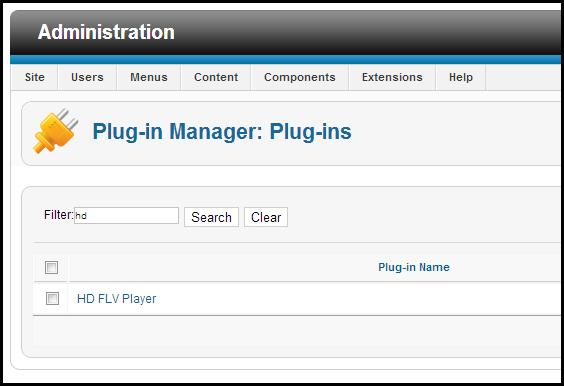 Administration
Site Users Menus Content Components Extensions Help
Plug-in Manager: Plug-ins
Filter: hd Search Clear
Plug-in Name
HD FLV Player